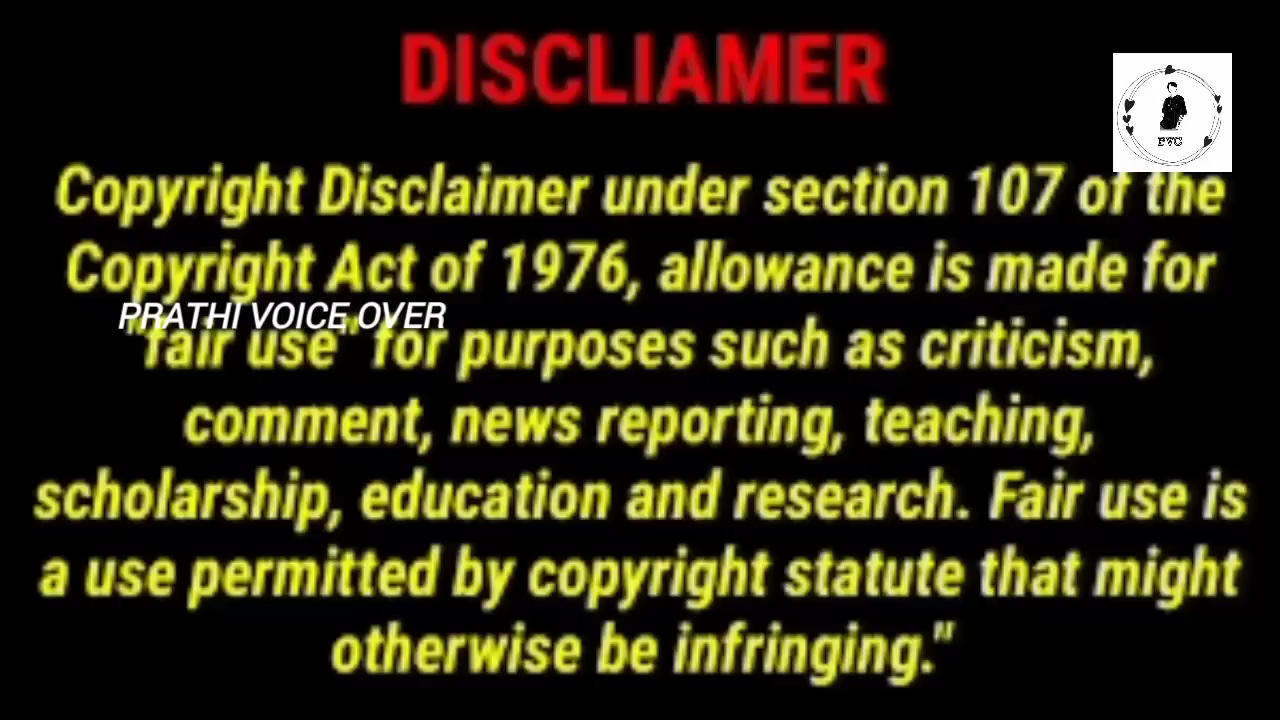 DISCLIAMER
PVC
Copyright Disclaimer under section 107 of the
Copyright Act of 1976, allowance is made for
PRATHI VOICE OVER
"fair use" for purposes such as criticism,
comment, news reporting, teaching,
scholarship, education and research. Fair use is
a use permitted by copyright statute that might
otherwise be infringing."